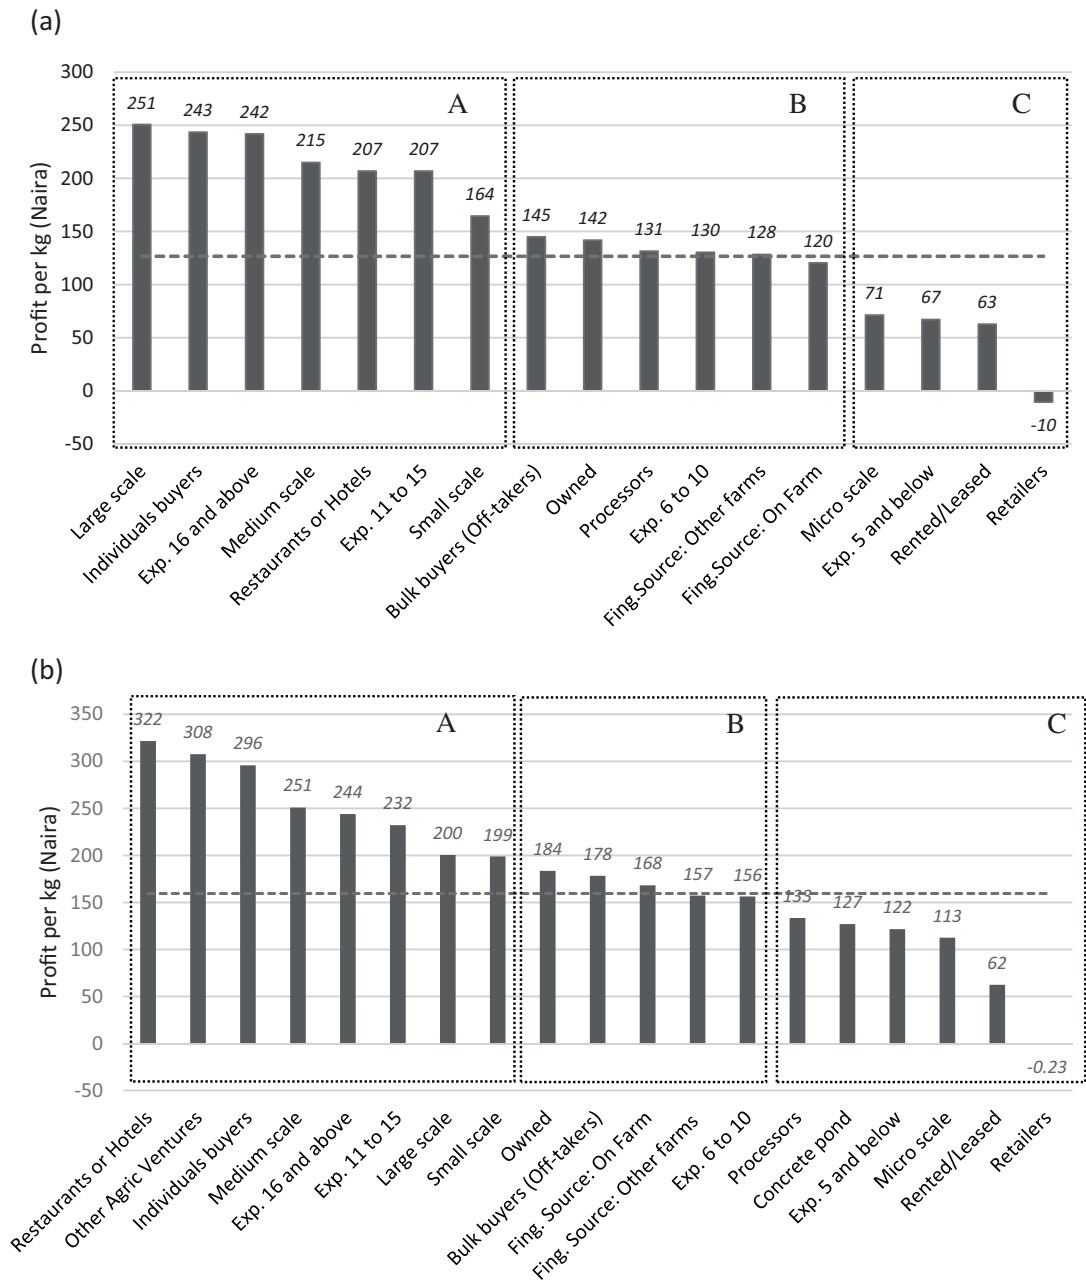 (a)
300
250
200
150
100
50
0
-50
Profit per kg (Naira)
A
B
C
251
243
242
215
207
207
164
145
142
131
130
128
120
71
67
63
-10
Large scale
Individuals buyers
Exp. 16 and above
Medium scale
Restaurants or Hotels
Exp. 11 to 15
Small scale
Bulk buyers (Off-takers)
Owned
Processors
Exp. 6 to 10
Fing.Source: Other farms
Fing.Source: On Farm
Micro scale
Exp. 5 and below
Rented/Leased
Retailers
(b)
350
300
250
200
150
100
50
0
-50
Profit per kg (Naira)
A
B
C
322
308
296
251
244
232
200
199
184
178
168
157
156
133
127
122
113
62
-0.23
Restaurants or Hotels
Other Agric Ventures
Individuals buyers
Medium scale
Exp. 16 and above
Exp. 11 to 15
Large scale
Small scale
Owned
Bulk buyers (Off-takers)
Fing. Source: On Farm
Fing. Source: Other farms
Exp. 6 to 10
Processors
Concrete pond
Exp. 5 and below
Micro scale
Rented/Leased
Retailers